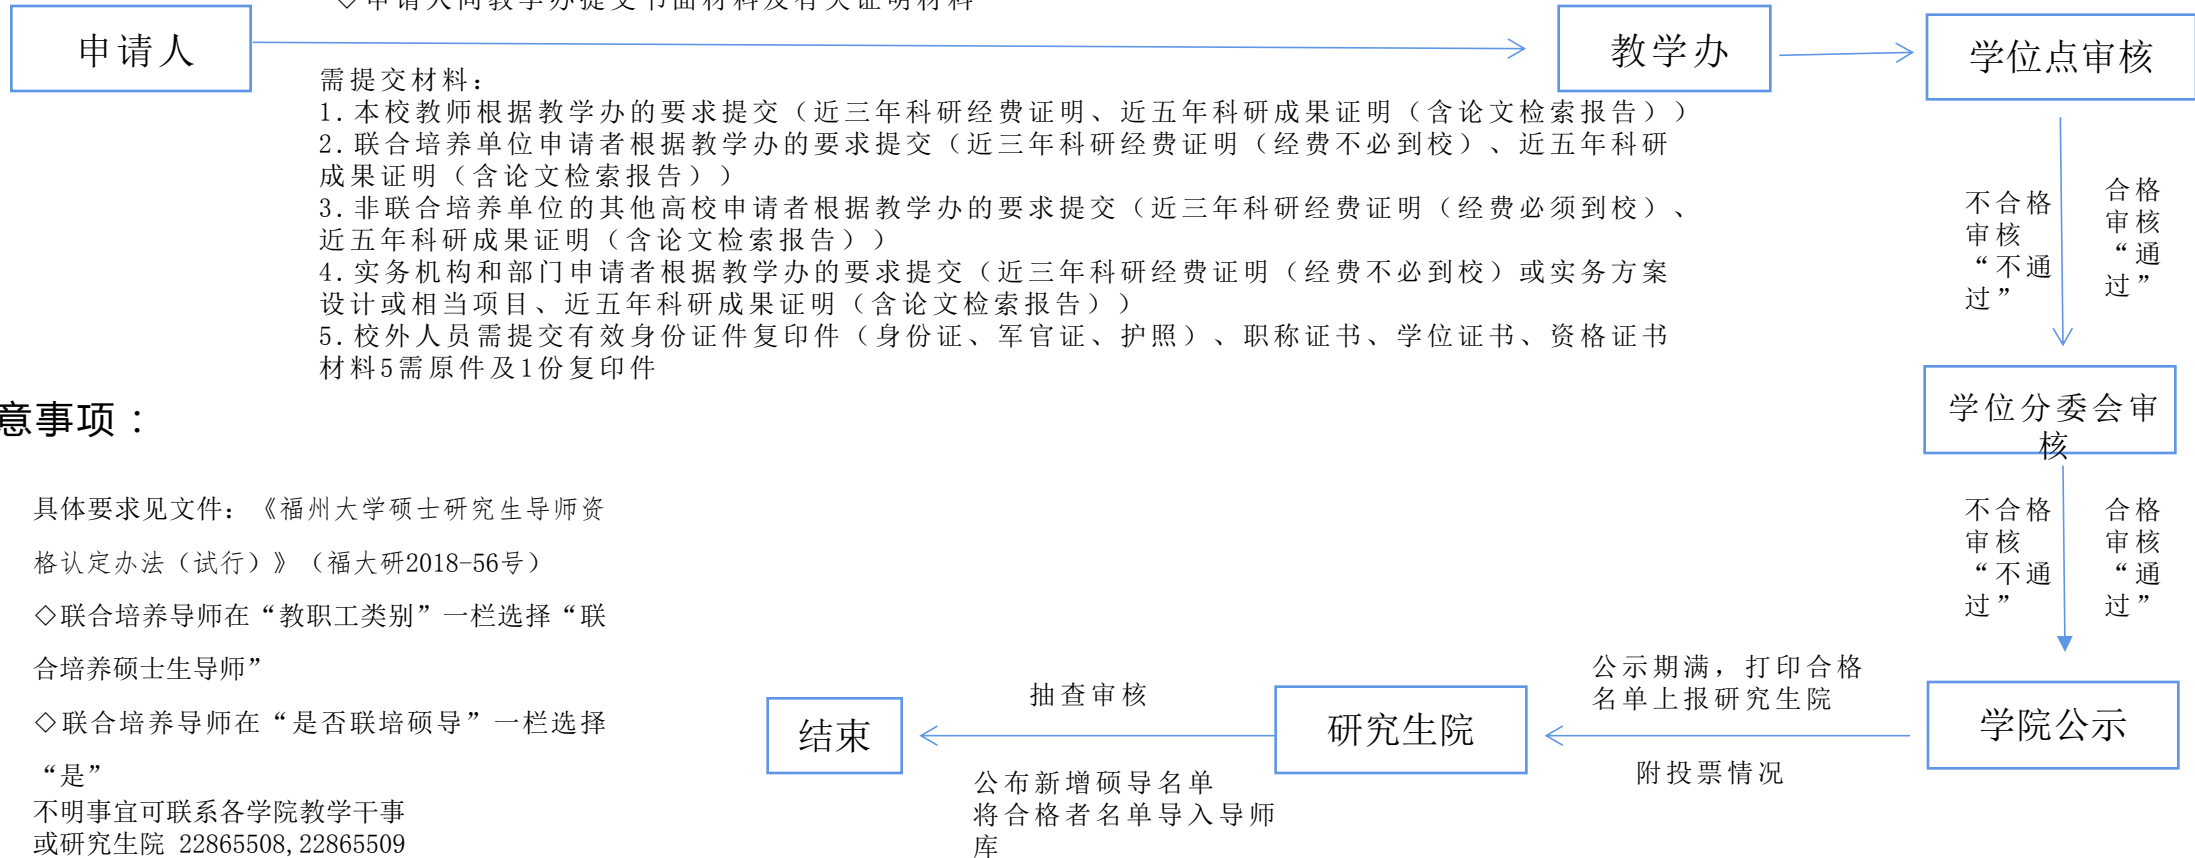 ◇申请人向教学办提交书面材料及有关证明材料
申请人
教学办
学位点审核
需提交材料：
1.本校教师根据教学办的要求提交（近三年科研经费证明、近五年科研成果证明（含论文检索报告））
2.联合培养单位申请者根据教学办的要求提交（近三年科研经费证明（经费不必到校）、近五年科研
成果证明（含论文检索报告））
3.非联合培养单位的其他高校申请者根据教学办的要求提交（近三年科研经费证明（经费必须到校）、
近五年科研成果证明（含论文检索报告））
4.实务机构和部门申请者根据教学办的要求提交（近三年科研经费证明（经费不必到校）或实务方案
设计或相当项目、近五年科研成果证明（含论文检索报告））
5.校外人员需提交有效身份证件复印件（身份证、军官证、护照）、职称证书、学位证书、资格证书
材料5需原件及1份复印件
不合格
审核
“不通
过”
合格
审核
“通
过”
学位分委会审
核
不合格
审核
“不通
过”
合格
审核
“通
过”
学院公示
公示期满，打印合格
名单上报研究生院
附投票情况
研究生院
抽查审核
公布新增硕导名单
将合格者名单导入导师
库
结束
意事项：
具体要求见文件：《福州大学硕士研究生导师资
格认定办法（试行）》（福大研2018-56号）
◇联合培养导师在“教职工类别”一栏选择“联
合培养硕士生导师”
◇联合培养导师在“是否联培硕导”一栏选择
“是”
不明事宜可联系各学院教学干事
或研究生院 22865508,22865509